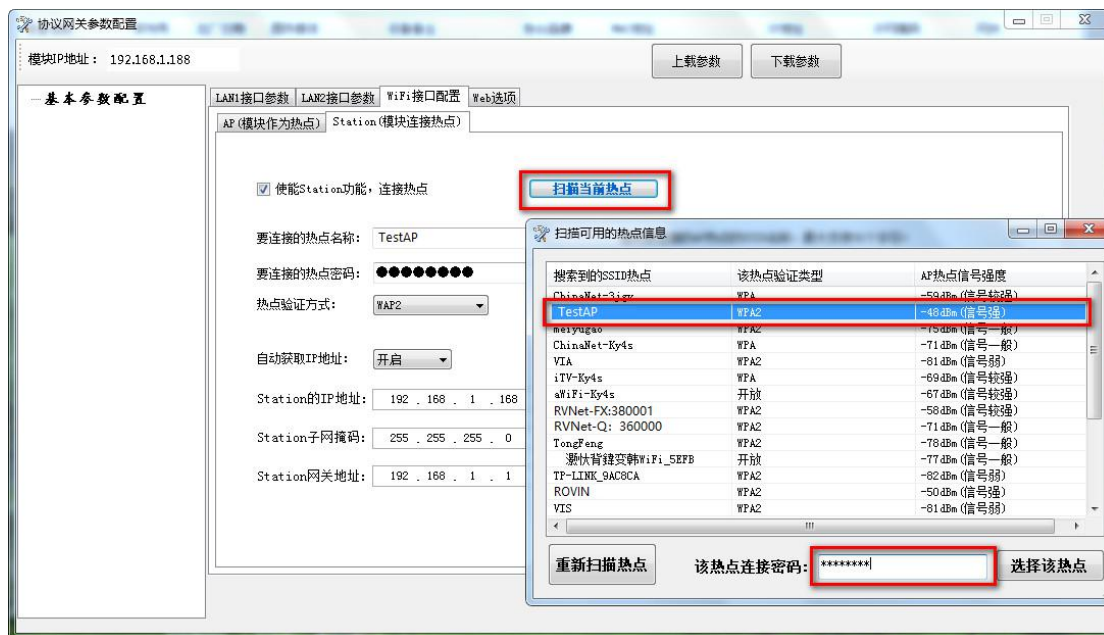 协议网关参数配置
模块IP地址： 192.168.1.188
上载参数
下载参数
基本参数配置
LAN1接口参数
LAN2接口参数
WiFi接口配置
Web选项
AP(模块作为热点)
Station(模块连接热点)
使能Station功能，连接热点
扫描当前热点
要连接的热点名称： TestAP
要连接的热点密码： ●●●●●●●●
热点验证方式： WAP2
自动获取IP地址： 开启
Station的IP地址： 192 . 168 . 1 . 168
Station子网掩码： 255 . 255 . 255 . 0
Station网关地址： 192 . 168 . 1 . 1
扫描可用的热点信息
搜索到的SSID热点 该热点验证类型 AP热点信号强度
WPA -59dBm(信号较强)
TestAP WPA2 -48dBm(信号强)
meiyugao WPA2 -75dBm(信号一般)
ChinaNet-Ky4s WPA -71dBm(信号一般)
VIA WPA2 -81dBm(信号弱)
iTV-Ky4s WPA -69dBm(信号较强)
aWiFi-Ky4s 开放 -67dBm(信号较强)
RVNet-FX:380001 WPA2 -58dBm(信号较强)
RVNet-Q：360000 WPA2 -71dBm(信号一般)
TongFeng WPA2 -78dBm(信号一般)
WiFi_5EFB 开放 -77dBm(信号一般)
TP-LINK_9AC8CA WPA2 -82dBm(信号弱)
ROVIN WPA2 -50dBm(信号强)
VIS WPA2 -81dBm(信号弱)
重新扫描热点
该热点连接密码： ********
选择该热点